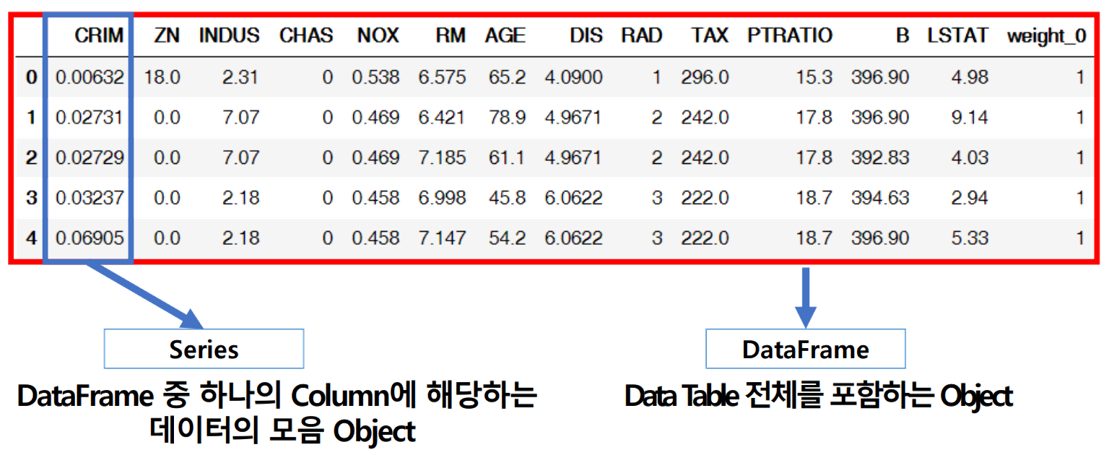 CRIM ZN INDUS CHAS NOX RM AGE DIS RAD TAX PTRATIO B LSTAT weight_0
0 0.00632 18.0 2.31 0 0.538 6.575 65.2 4.0900 1 296.0 15.3 396.90 4.98 1
1 0.02731 0.0 7.07 0 0.469 6.421 78.9 4.9671 2 242.0 17.8 396.90 9.14 1
2 0.02729 0.0 7.07 0 0.469 7.185 61.1 4.9671 2 242.0 17.8 392.83 4.03 1
3 0.03237 0.0 2.18 0 0.458 6.998 45.8 6.0622 3 222.0 18.7 394.63 2.94 1
4 0.06905 0.0 2.18 0 0.458 7.147 54.2 6.0622 3 222.0 18.7 396.90 5.33 1
Series
DataFrame 중 하나의 Column에 해당하는
데이터의 모음 Object
DataFrame
Data Table 전체를 포함하는 Object